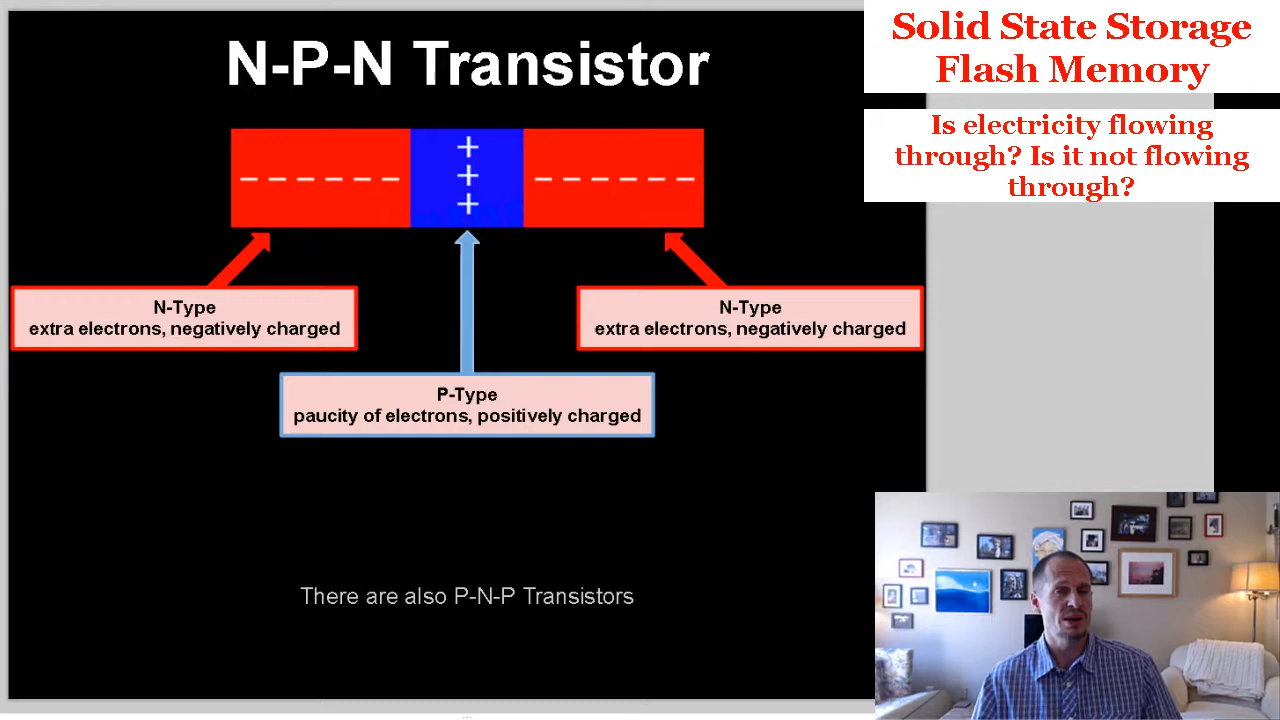 N-P-N Transistor
Solid State Storage
Flash Memory
Is electricity flowing
through? Is it not flowing
through?
_ _ _ _ _ _ _
+
+
+
_ _ _ _ _ _ _
N-Type
extra electrons, negatively charged
N-Type
extra electrons, negatively charged
P-Type
paucity of electrons, positively charged
There are also P-N-P Transistors